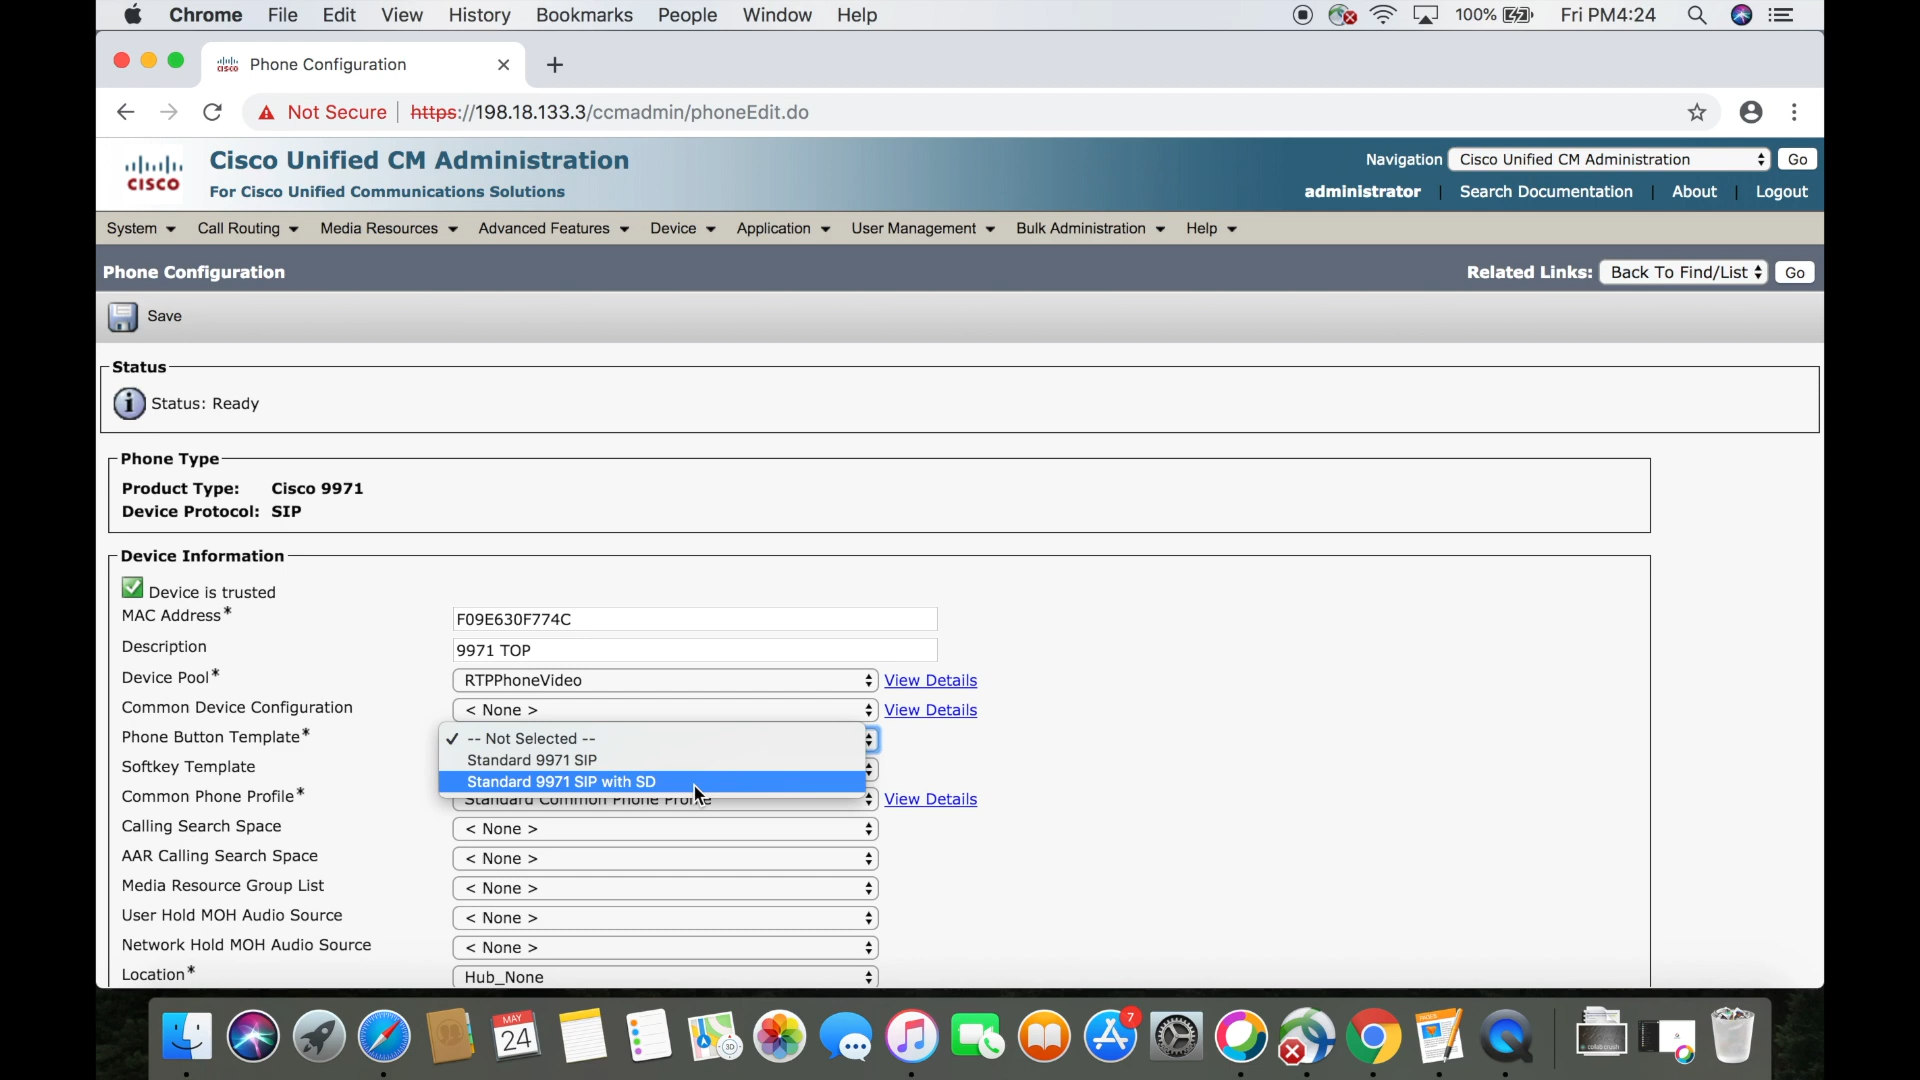 Chrome File Edit View History Bookmarks People Window Help 100% Fri PM4:24
Phone Configuration
Not Secure | https://198.18.133.3/ccmadmin/phoneEdit.do
CISCO
Cisco Unified CM Administration
For Cisco Unified Communications Solutions
Navigation Cisco Unified CM Administration Go
administrator | Search Documentation | About | Logout
System Call Routing Media Resources Advanced Features Device Application User Management Bulk Administration Help
Phone Configuration
Related Links: Back To Find/List Go
Save
Status
Status: Ready
Phone Type
Product Type: Cisco 9971
Device Protocol: SIP
Device Information
Device is trusted
MAC Address* F09E630F774C
Description 9971 TOP
Device Pool* RTPPhoneVideo View Details
Common Device Configuration < None > View Details
Phone Button Template* -- Not Selected --
Standard 9971 SIP
Softkey Template
Standard 9971 SIP with SD
Common Phone Profile* Standard Common Phone Profile View Details
Calling Search Space < None >
AAR Calling Search Space < None >
Media Resource Group List < None >
User Hold MOH Audio Source < None >
Network Hold MOH Audio Source < None >
Location* Hub_None
MAY
24
3D
7